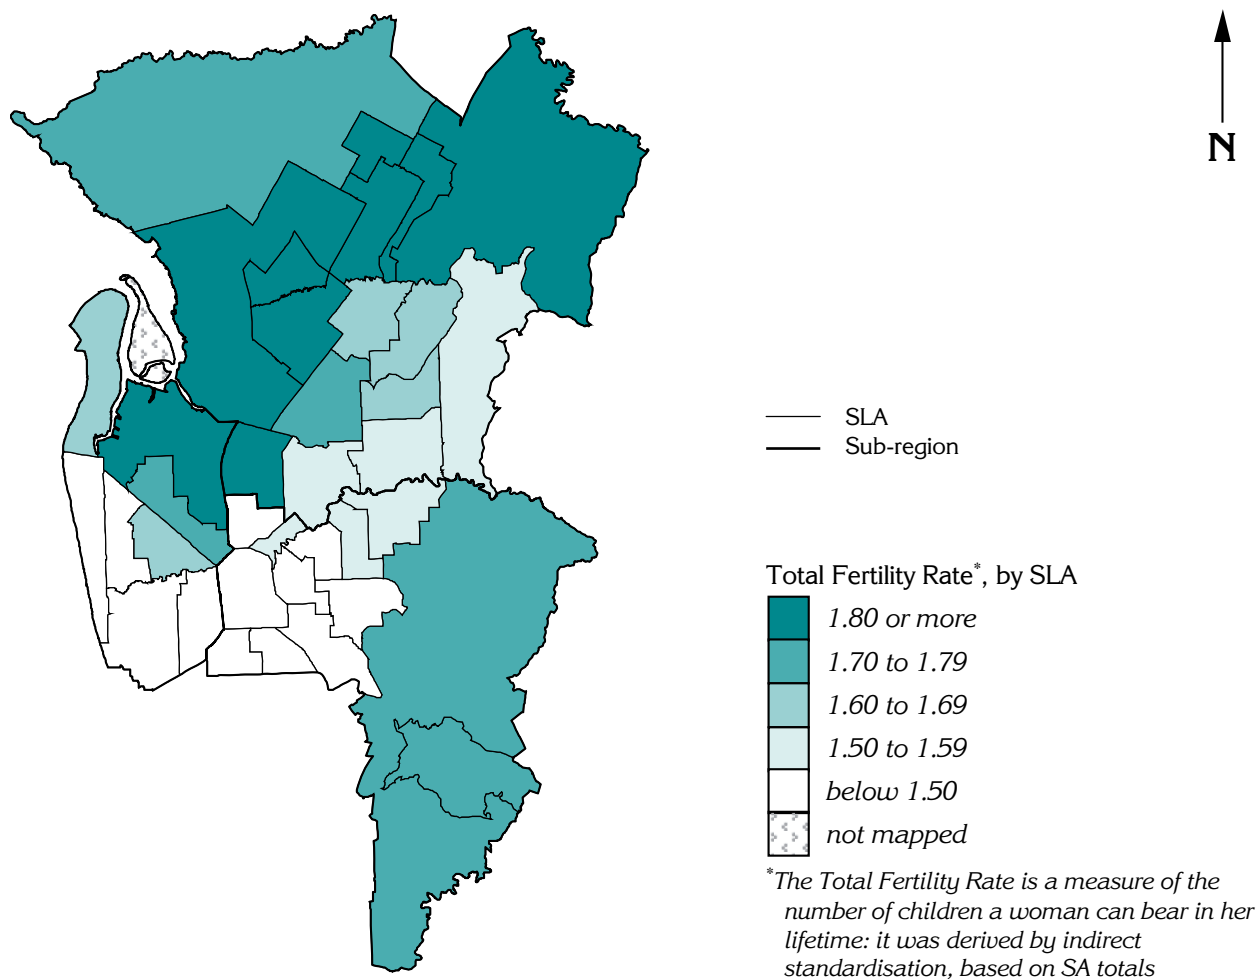 N
SLA
Sub-region
Total Fertility Rate*, by SLA
1.80 or more
1.70 to 1.79
1.60 to 1.69
1.50 to 1.59
below 1.50
not mapped
*The Total Fertility Rate is a measure of the
number of children a woman can bear in her
lifetime: it was derived by indirect
standardisation, based on SA totals